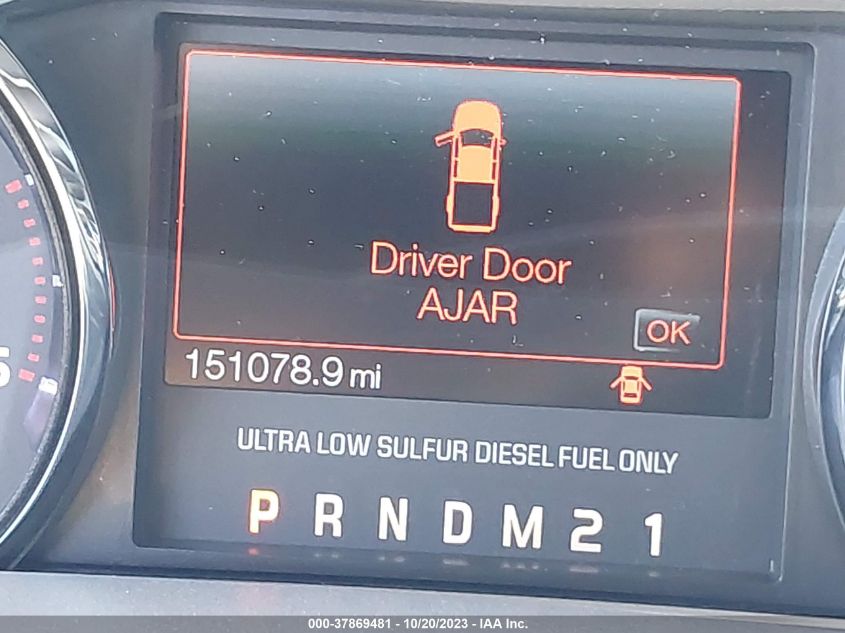 Driver Door
AJAR
OK
151078.9 mi
ULTRA LOW SULFUR DIESEL FUEL ONLY
P R N D M 2 1
5
000-37869481 - 10/20/2023 - IAA Inc.